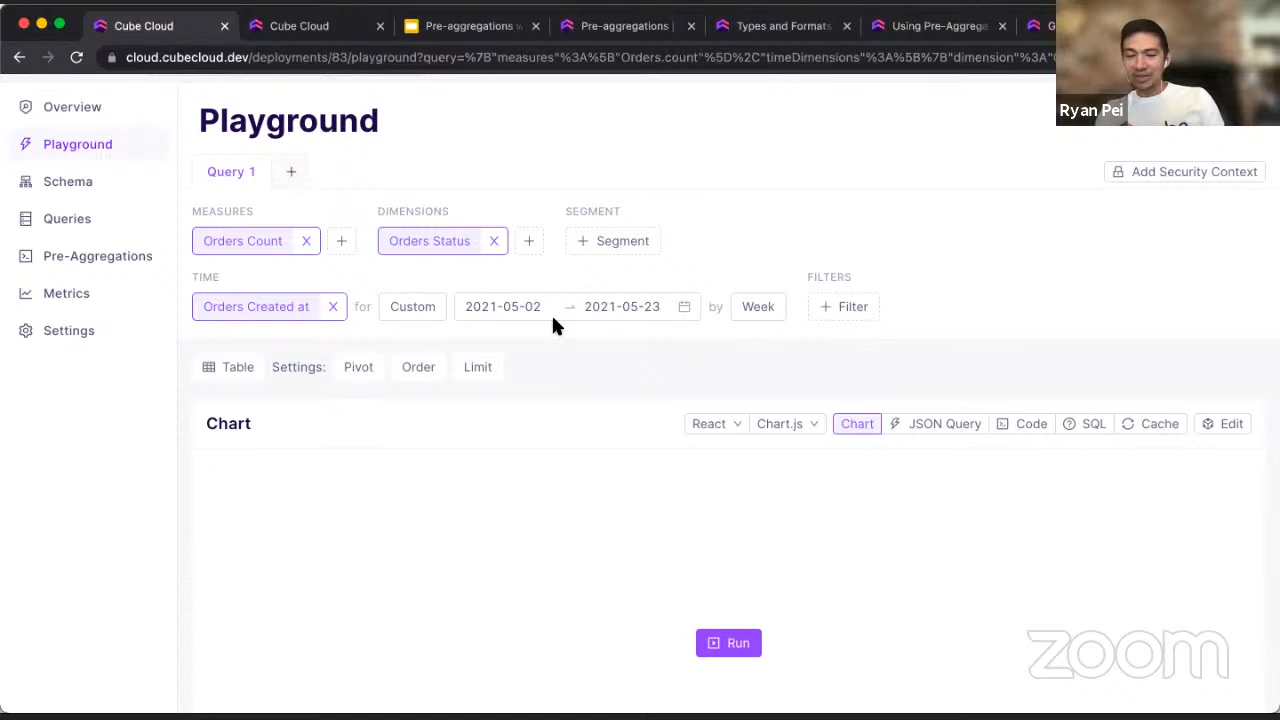 Cube Cloud
Cube Cloud
Pre-aggregations
Pre-aggregations
Types and Formats
Using Pre-Aggrega
cloud.cubecloud.dev/deployments/83/playground?query=%7B"measures"%3A%5B"Orders.count"%5D%2C"timeDimensions"%3A%5B%7B"dimension"%3A"
Ryan Pei
Overview
Playground
Schema
Queries
Pre-Aggregations
Metrics
Settings
Playground
Query 1 +
Add Security Context
MEASURES DIMENSIONS SEGMENT
Orders Count X + Orders Status X + + Segment
TIME FILTERS
Orders Created at X for Custom 2021-05-02 → 2021-05-23 by Week + Filter
Table Settings: Pivot Order Limit
Chart React Chart.js Chart JSON Query Code SQL Cache Edit
Run
zoom